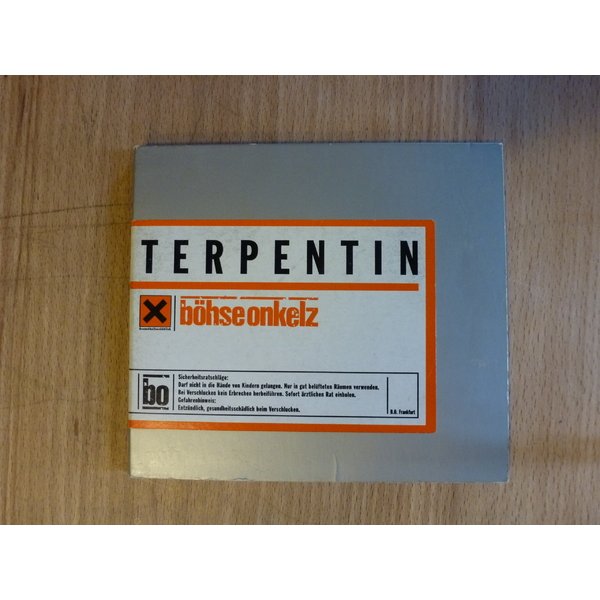 TERPENTIN
böhse onkelz
bo
Sicherheitsratschläge:
Darf nicht in die Hände von Kindern gelangen. Nur in gut belüfteten Räumen verwenden.
Bei Verschlucken kein Erbrechen herbeiführen. Sofort ärztlichen Rat einholen.
Gefahrenhinweis:
Entzündlich, gesundheitsschädlich beim Verschlucken.
B.O. Frankfurt